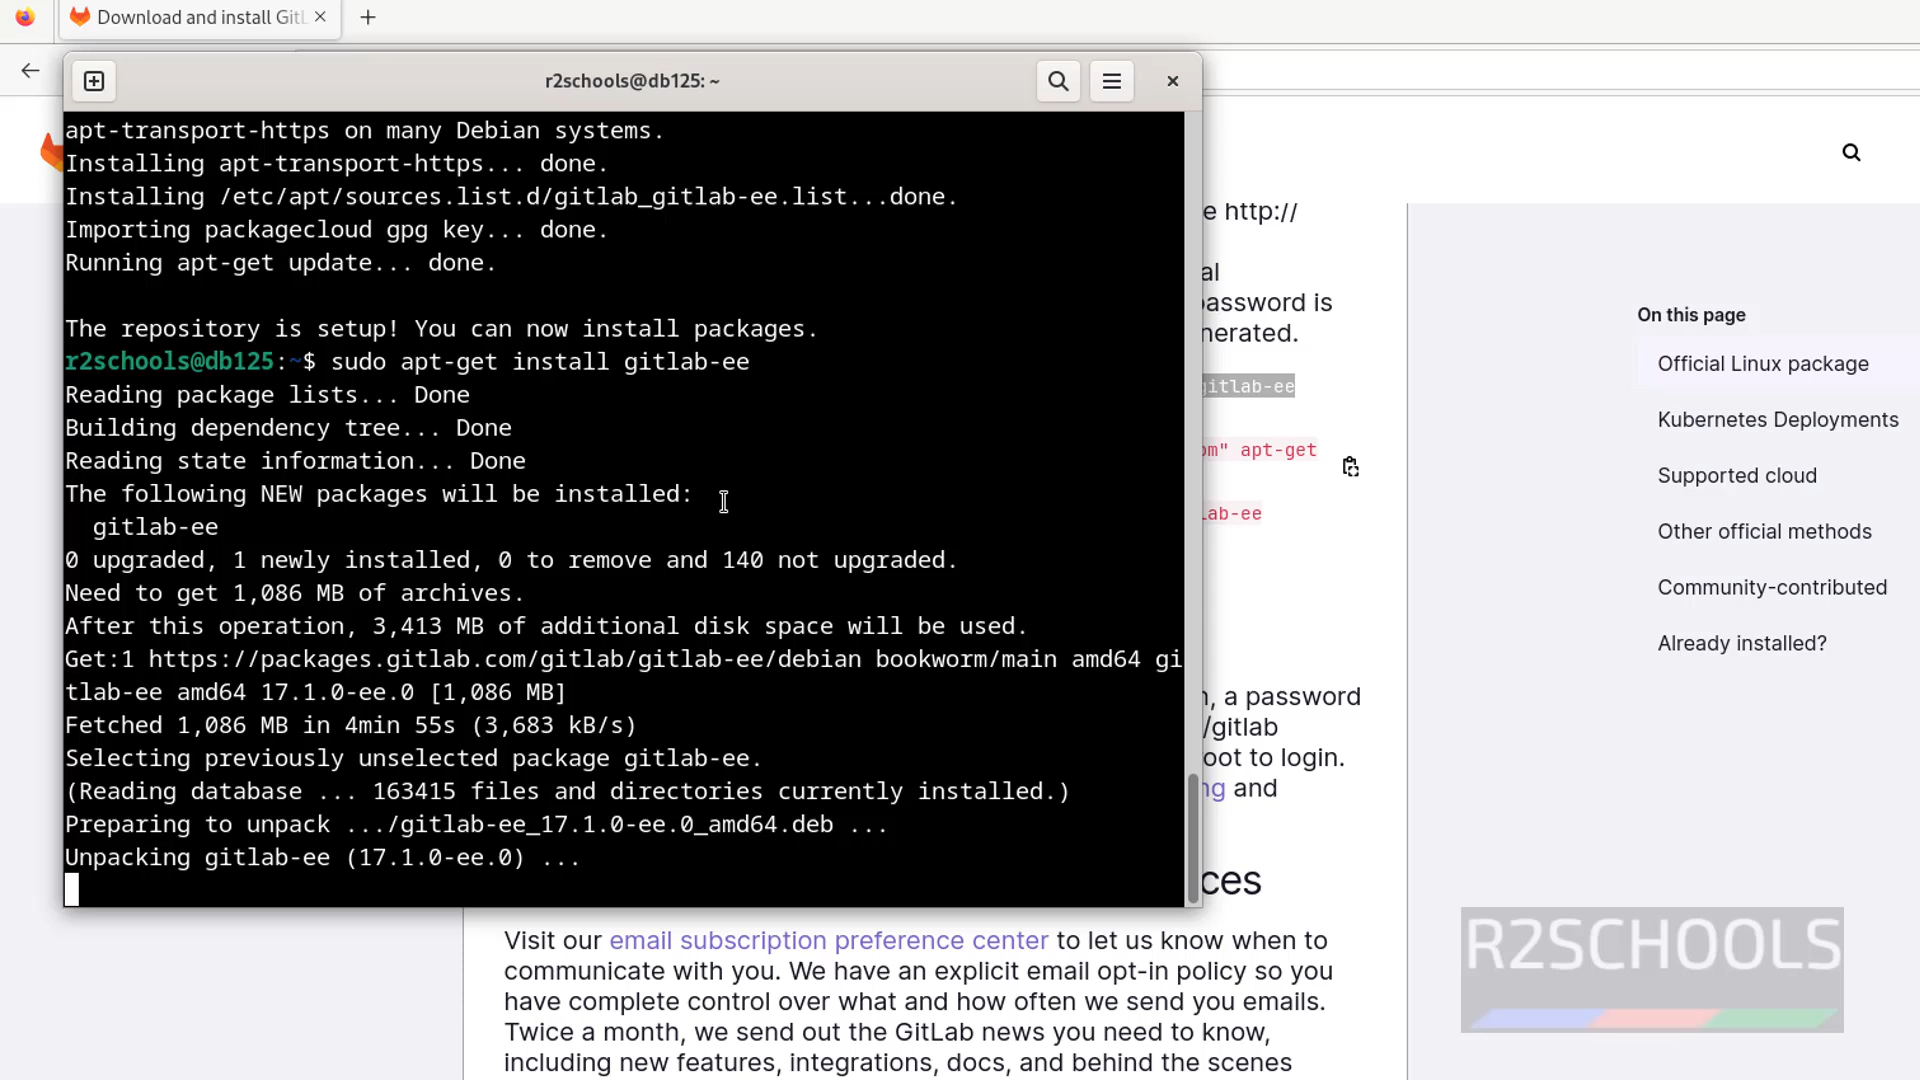 Download and install GitL
r2schools@db125: ~
apt-transport-https on many Debian systems.
Installing apt-transport-https... done.
Installing /etc/apt/sources.list.d/gitlab_gitlab-ee.list...done.
Importing packagecloud gpg key... done.
Running apt-get update... done.
The repository is setup! You can now install packages.
r2schools@db125:~$ sudo apt-get install gitlab-ee
Reading package lists... Done
Building dependency tree... Done
Reading state information... Done
The following NEW packages will be installed:
gitlab-ee
0 upgraded, 1 newly installed, 0 to remove and 140 not upgraded.
Need to get 1,086 MB of archives.
After this operation, 3,413 MB of additional disk space will be used.
Get:1 https://packages.gitlab.com/gitlab/gitlab-ee/debian bookworm/main amd64 gi
tlab-ee amd64 17.1.0-ee.0 [1,086 MB]
Fetched 1,086 MB in 4min 55s (3,683 kB/s)
Selecting previously unselected package gitlab-ee.
(Reading database ... 163415 files and directories currently installed.)
Preparing to unpack .../gitlab-ee_17.1.0-ee.0_amd64.deb ...
Unpacking gitlab-ee (17.1.0-ee.0) ...
e http://
al
password is
nerated.
gitlab-ee
om" apt-get
lab-ee
, a password
/gitlab
oot to login.
ng and
ces
Visit our email subscription preference center to let us know when to
communicate with you. We have an explicit email opt-in policy so you
have complete control over what and how often we send you emails.
Twice a month, we send out the GitLab news you need to know,
including new features, integrations, docs, and behind the scenes
On this page
Official Linux package
Kubernetes Deployments
Supported cloud
Other official methods
Community-contributed
Already installed?
R2SCHOOLS